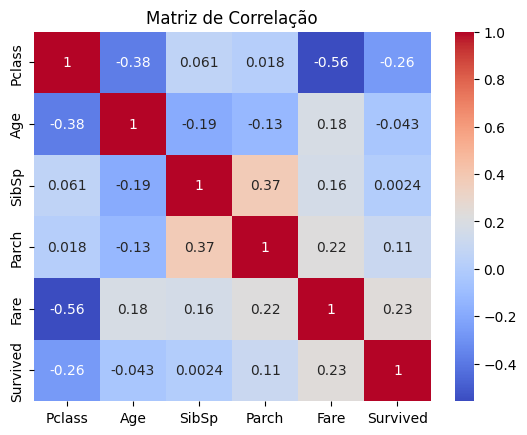 Matriz de Correlação
Pclass 1 -0.38 0.061 0.018 -0.56 -0.26
Age -0.38 1 -0.19 -0.13 0.18 -0.043
SibSp 0.061 -0.19 1 0.37 0.16 0.0024
Parch 0.018 -0.13 0.37 1 0.22 0.11
Fare -0.56 0.18 0.16 0.22 1 0.23
Survived -0.26 -0.043 0.0024 0.11 0.23 1
Pclass Age SibSp Parch Fare Survived
1.0
0.8
0.6
0.4
0.2
0.0
−0.2
−0.4